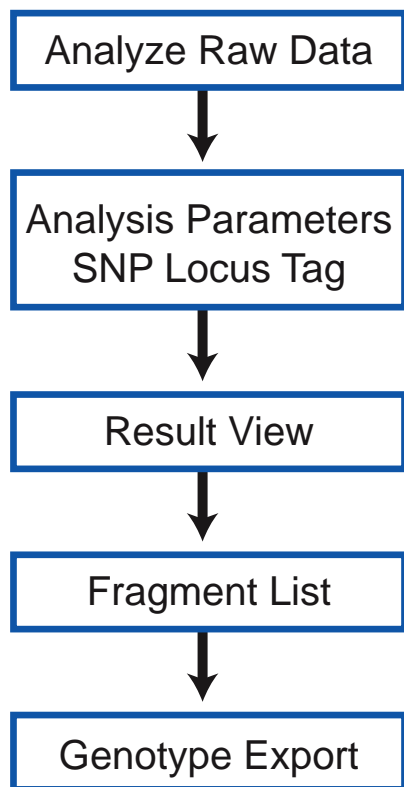 Analyze Raw Data
Analysis Parameters
SNP Locus Tag
Result View
Fragment List
Genotype Export